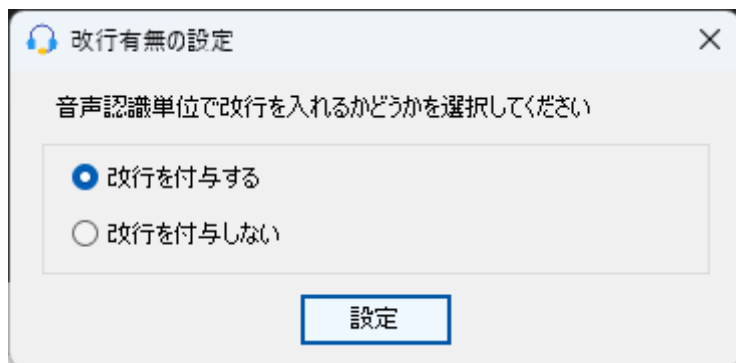 改行有無の設定
音声認識単位で改行を入れるかどうかを選択してください
改行を付与する
改行を付与しない
設定